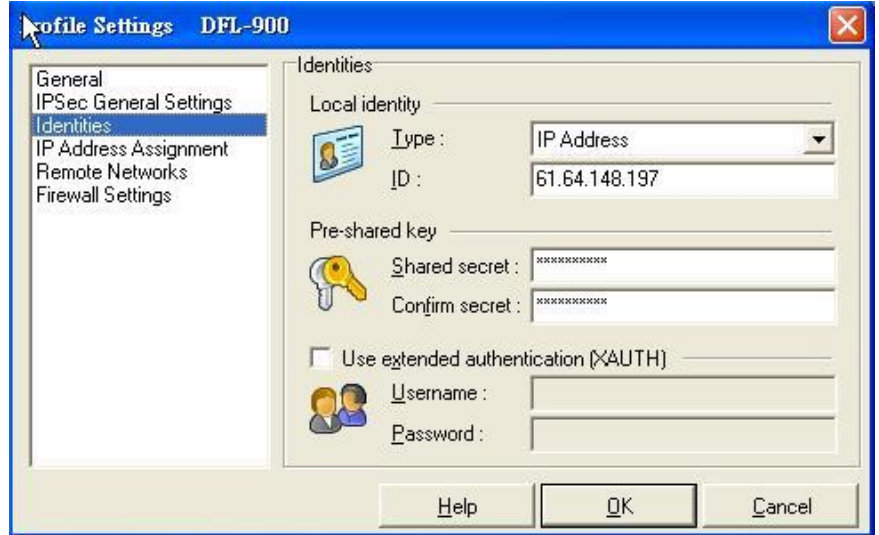 rofile Settings DFL-900
General
IPSec General Settings
Identities
IP Address Assignment
Remote Networks
Firewall Settings
Identities
Local identity
Type :
IP Address
ID :
61.64.148.197
Pre-shared key
Shared secret :
**********
Confirm secret :
**********
Use extended authentication (XAUTH)
Username :
Password :
Help
OK
Cancel